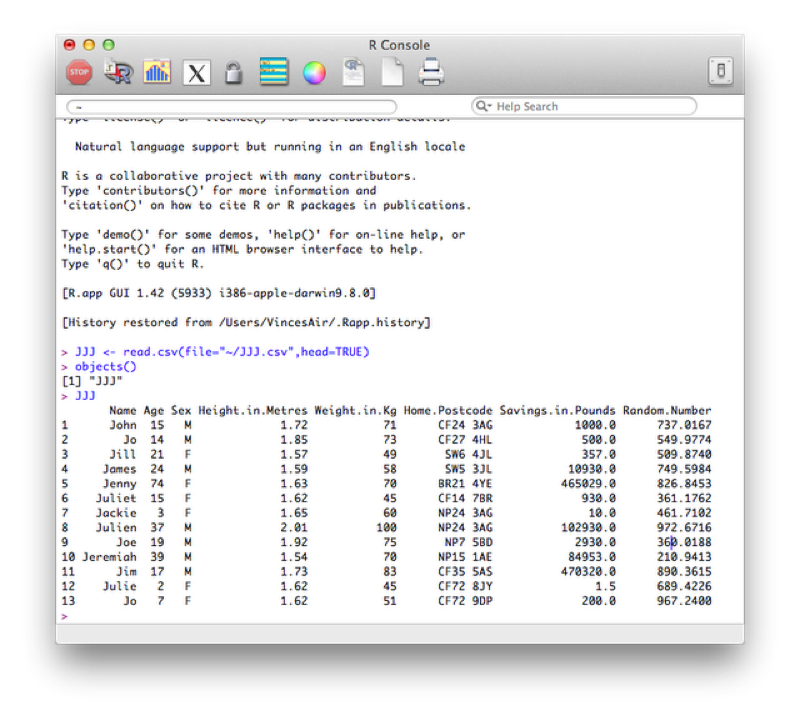 R Console
STOP
R
X
~
Help Search
Type 'license()' or 'licence()' for distribution details.
Natural language support but running in an English locale
R is a collaborative project with many contributors.
Type 'contributors()' for more information and
'citation()' on how to cite R or R packages in publications.
Type 'demo()' for some demos, 'help()' for on-line help, or
'help.start()' for an HTML browser interface to help.
Type 'q()' to quit R.
[R.app GUI 1.42 (5933) i386-apple-darwin9.8.0]
[History restored from /Users/VincesAir/.Rapp.history]
> JJJ <- read.csv(file="~/JJJ.csv",head=TRUE)
> objects()
[1] "JJJ"
> JJJ
Name Age Sex Height.in.Metres Weight.in.Kg Home.Postcode Savings.in.Pounds Random.Number
1 John 15 M 1.72 71 CF24 3AG 1000.0 737.0167
2 Jo 14 M 1.85 73 CF27 4HL 500.0 549.9774
3 Jill 21 F 1.57 49 SW6 4JL 357.0 509.8740
4 James 24 M 1.59 58 SW5 3JL 10930.0 749.5984
5 Jenny 74 F 1.63 70 BR21 4YE 465029.0 826.8453
6 Juliet 15 F 1.62 45 CF14 7BR 930.0 361.1762
7 Jackie 3 F 1.65 60 NP24 3AG 10.0 461.7102
8 Julien 37 M 2.01 100 NP24 3AG 102930.0 972.6716
9 Joe 19 M 1.92 75 NP7 5BD 2930.0 360.0188
10 Jeremiah 39 M 1.54 70 NP15 1AE 84953.0 210.9413
11 Jim 17 M 1.73 83 CF35 5AS 470320.0 890.3615
12 Julie 2 F 1.62 45 CF72 8JY 1.5 689.4226
13 Jo 7 F 1.62 51 CF72 9DP 200.0 967.2400
>